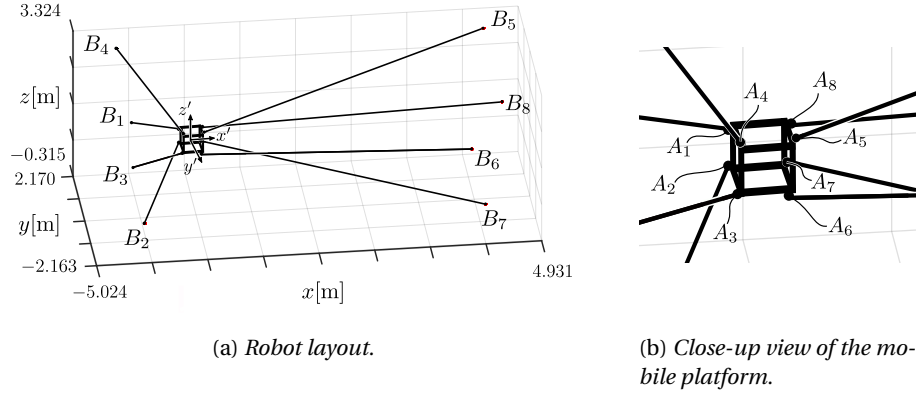 3.324
B₄
B₅
z[m]
B₁
z′
x′
B₈
−0.315
2.170
B₃
y′
B₆
y[m]
B₂
B₇
−2.163
−5.024
x[m]
4.931
(a) Robot layout.
A₄
A₈
A₁
A₅
A₂
A₇
A₃
A₆
(b) Close-up view of the mo-
bile platform.